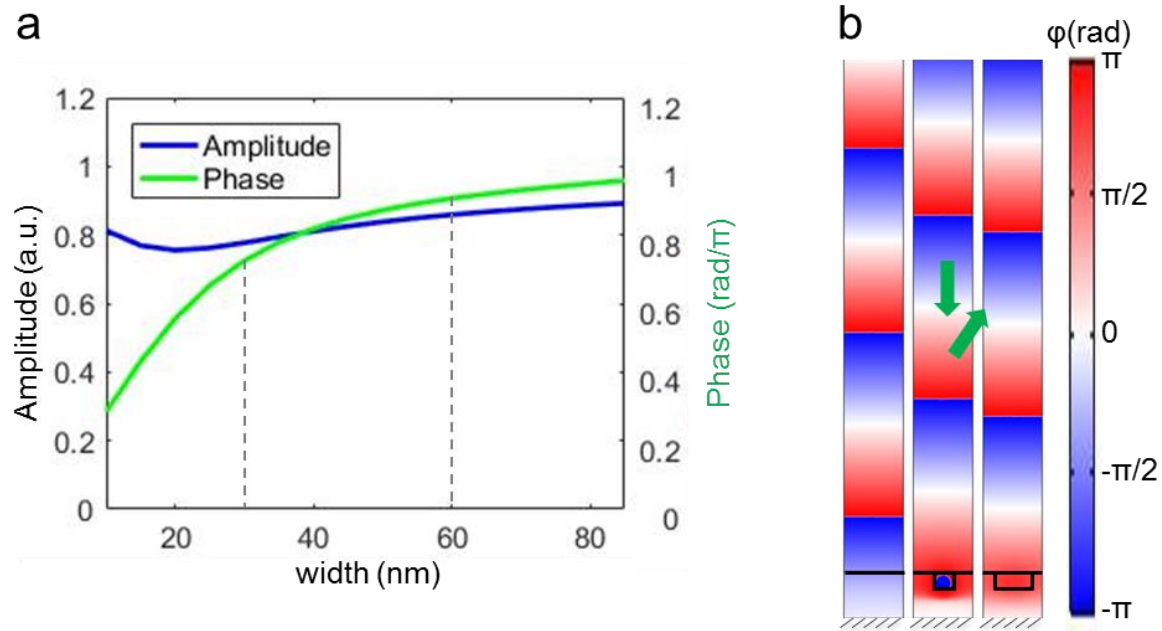 a
Amplitude (a.u.)
1.2
1
0.8
0.6
0.4
0.2
0
Amplitude
Phase
20
40
60
80
width (nm)
1.2
1
0.8
0.6
0.4
0.2
0
Phase (rad/π)
b
φ(rad)
π
π/2
0
-π/2
-π